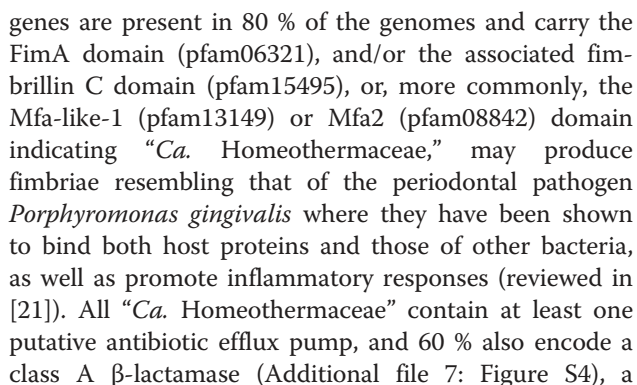 genes are present in 80 % of the genomes and carry the
FimA domain (pfam06321), and/or the associated fim-
brillin C domain (pfam15495), or, more commonly, the
Mfa-like-1 (pfam13149) or Mfa2 (pfam08842) domain
indicating “Ca. Homeothermaceae,” may produce
fimbriae resembling that of the periodontal pathogen
Porphyromonas gingivalis where they have been shown
to bind both host proteins and those of other bacteria,
as well as promote inflammatory responses (reviewed in
[21]). All “Ca. Homeothermaceae” contain at least one
putative antibiotic efflux pump, and 60 % also encode a
class A β-lactamase (Additional file 7: Figure S4), a